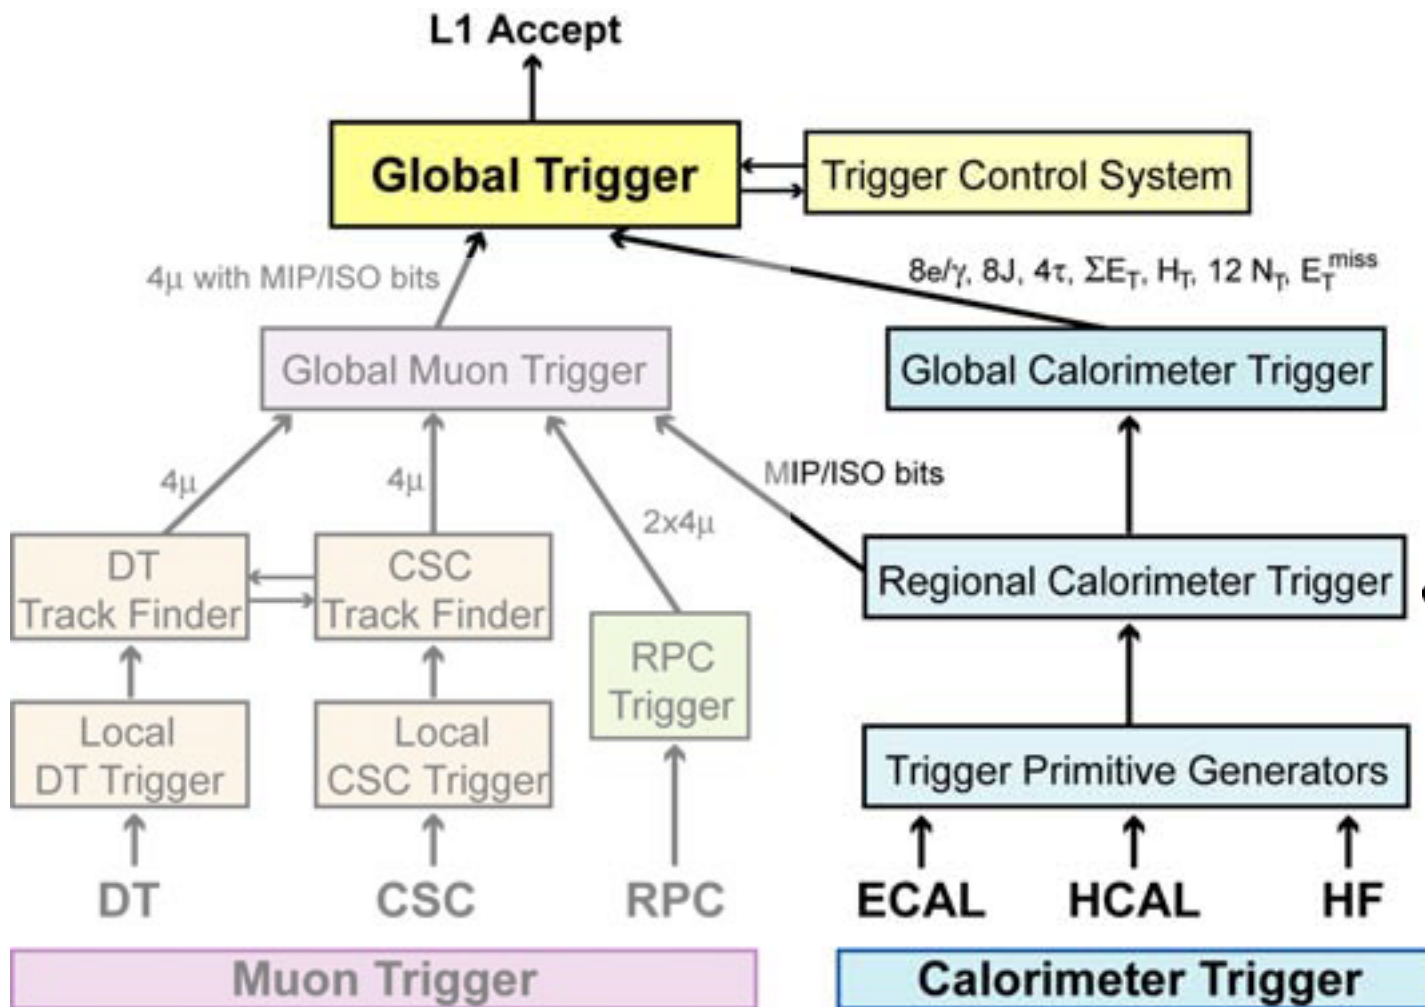 L1 Accept
Global Trigger
Trigger Control System
4μ with MIP/ISO bits
8e/γ, 8J, 4τ, ΣE_T, H_T, 12 N_T, E_T^miss
Global Muon Trigger
Global Calorimeter Trigger
4μ
4μ
2x4μ
MIP/ISO bits
DT
Track Finder
CSC
Track Finder
RPC
Trigger
Regional Calorimeter Trigger
Local
DT Trigger
Local
CSC Trigger
Trigger Primitive Generators
DT
CSC
RPC
ECAL
HCAL
HF
Muon Trigger
Calorimeter Trigger